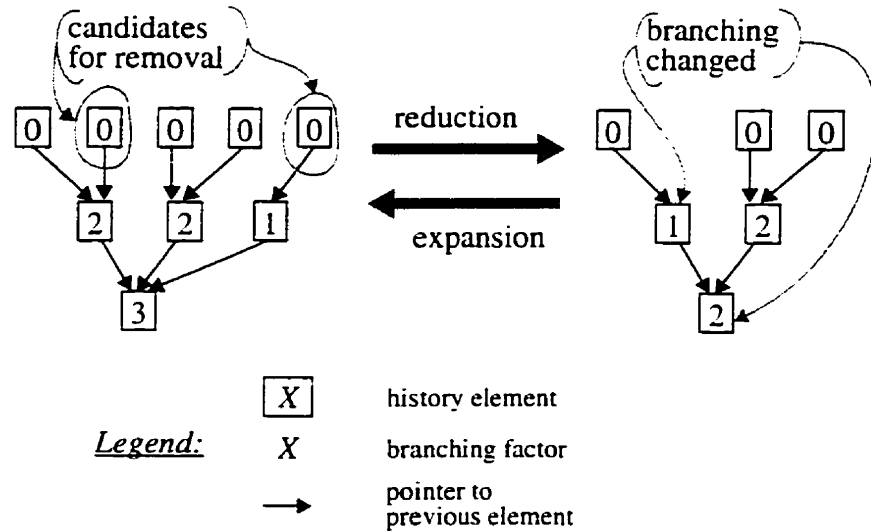 candidates
for removal
branching
changed
0 0 0 0 0
reduction
0 0 0
2 2 1
expansion
1 2
3
2
X history element
Legend: X branching factor
pointer to
previous element